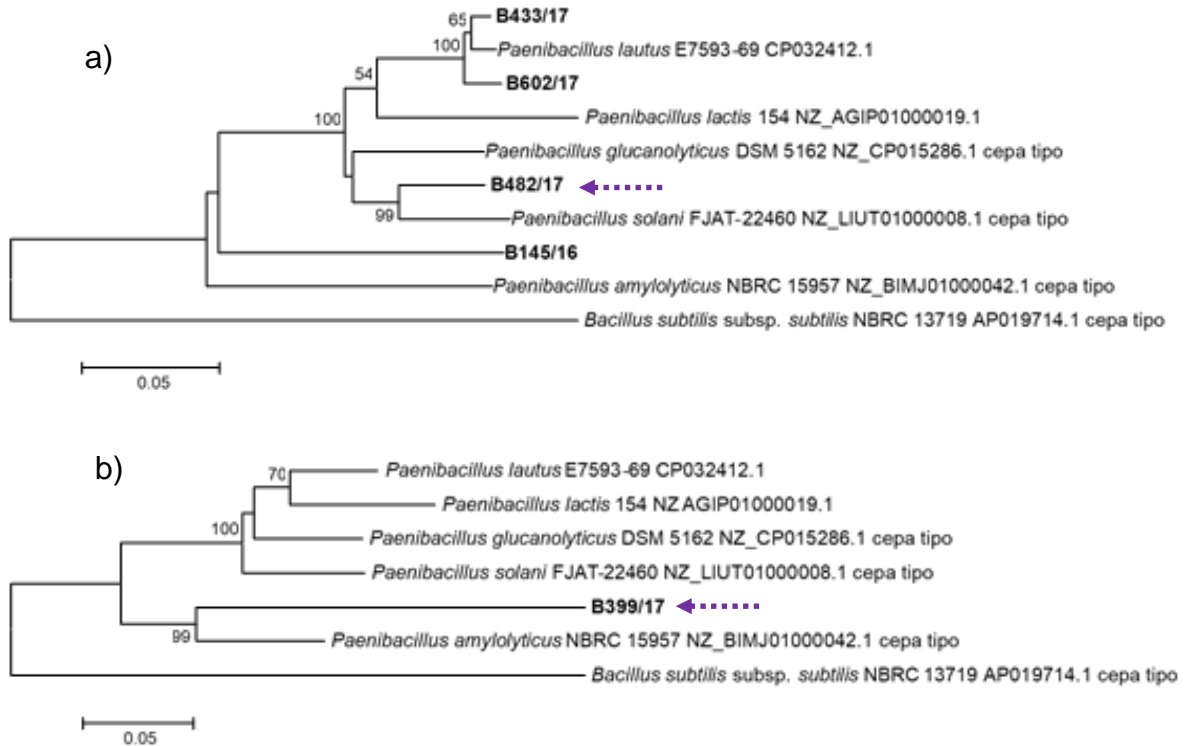 a)
65
B433/17
100
Paenibacillus lautus E7593-69 CP032412.1
54
B602/17
100
Paenibacillus lactis 154 NZ_AGIP01000019.1
Paenibacillus glucanolyticus DSM 5162 NZ_CP015286.1 cepa tipo
B482/17
99
Paenibacillus solani FJAT-22460 NZ_LIUT01000008.1 cepa tipo
B145/16
Paenibacillus amylolyticus NBRC 15957 NZ_BIMJ01000042.1 cepa tipo
Bacillus subtilis subsp. subtilis NBRC 13719 AP019714.1 cepa tipo
0.05
b)
70
Paenibacillus lautus E7593-69 CP032412.1
Paenibacillus lactis 154 NZ AGIP01000019.1
100
Paenibacillus glucanolyticus DSM 5162 NZ_CP015286.1 cepa tipo
Paenibacillus solani FJAT-22460 NZ_LIUT01000008.1 cepa tipo
B399/17
99
Paenibacillus amylolyticus NBRC 15957 NZ_BIMJ01000042.1 cepa tipo
Bacillus subtilis subsp. subtilis NBRC 13719 AP019714.1 cepa tipo
0.05